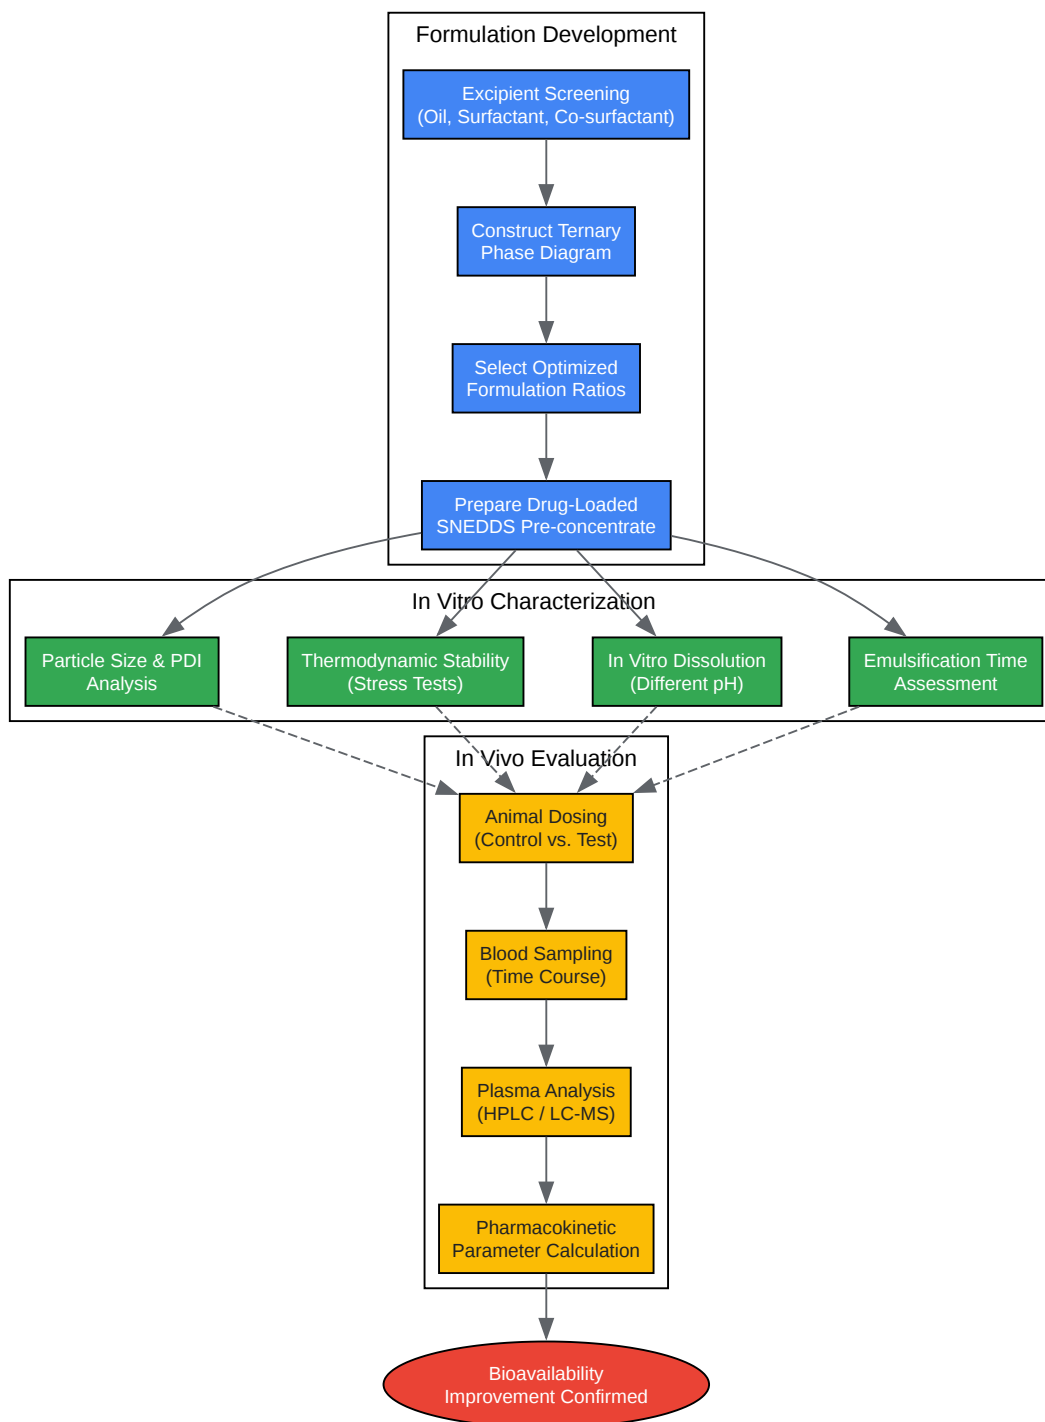 Formulation Development
Excipient Screening
(Oil, Surfactant, Co-surfactant)
Construct Ternary
Phase Diagram
Select Optimized
Formulation Ratios
Prepare Drug-Loaded
SNEDDS Pre-concentrate
In Vitro Characterization
Particle Size & PDI
Analysis
Thermodynamic Stability
(Stress Tests)
In Vitro Dissolution
(Different pH)
Emulsification Time
Assessment
In Vivo Evaluation
Animal Dosing
(Control vs. Test)
Blood Sampling
(Time Course)
Plasma Analysis
(HPLC / LC-MS)
Pharmacokinetic
Parameter Calculation
Bioavailability
Improvement Confirmed